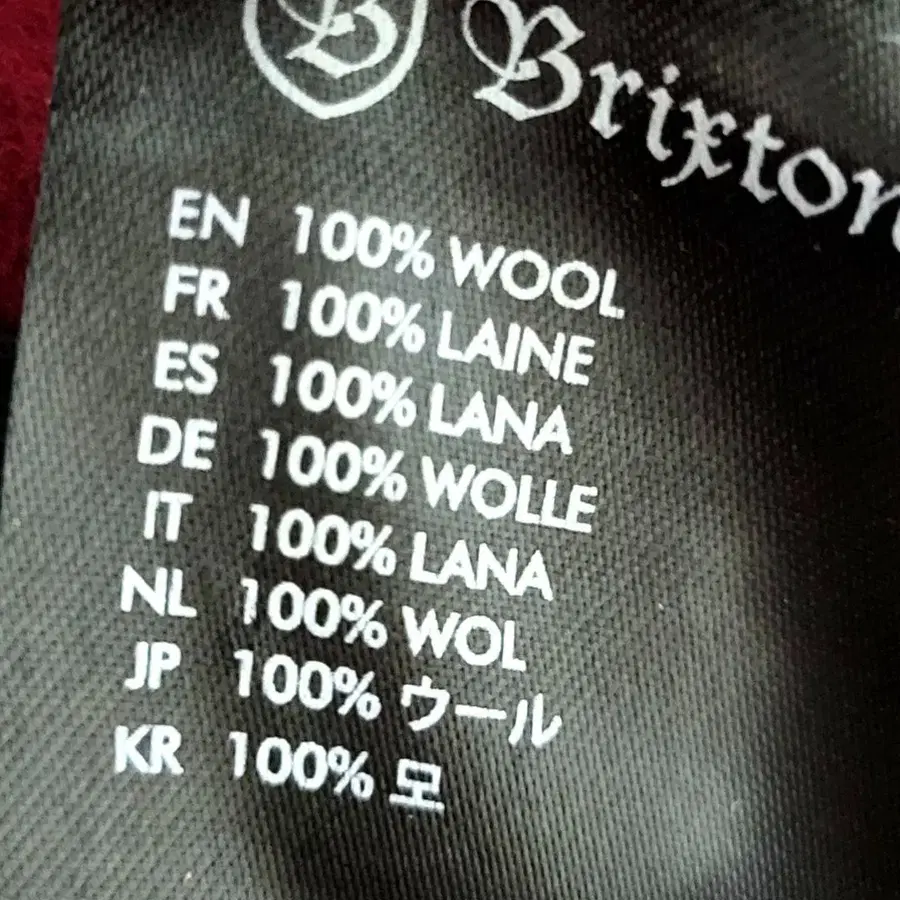 B Brixton
EN 100% WOOL
FR 100% LAINE
ES 100% LANA
DE 100% WOLLE
IT 100% LANA
NL 100% WOL
JP 100% ウール
KR 100% 모